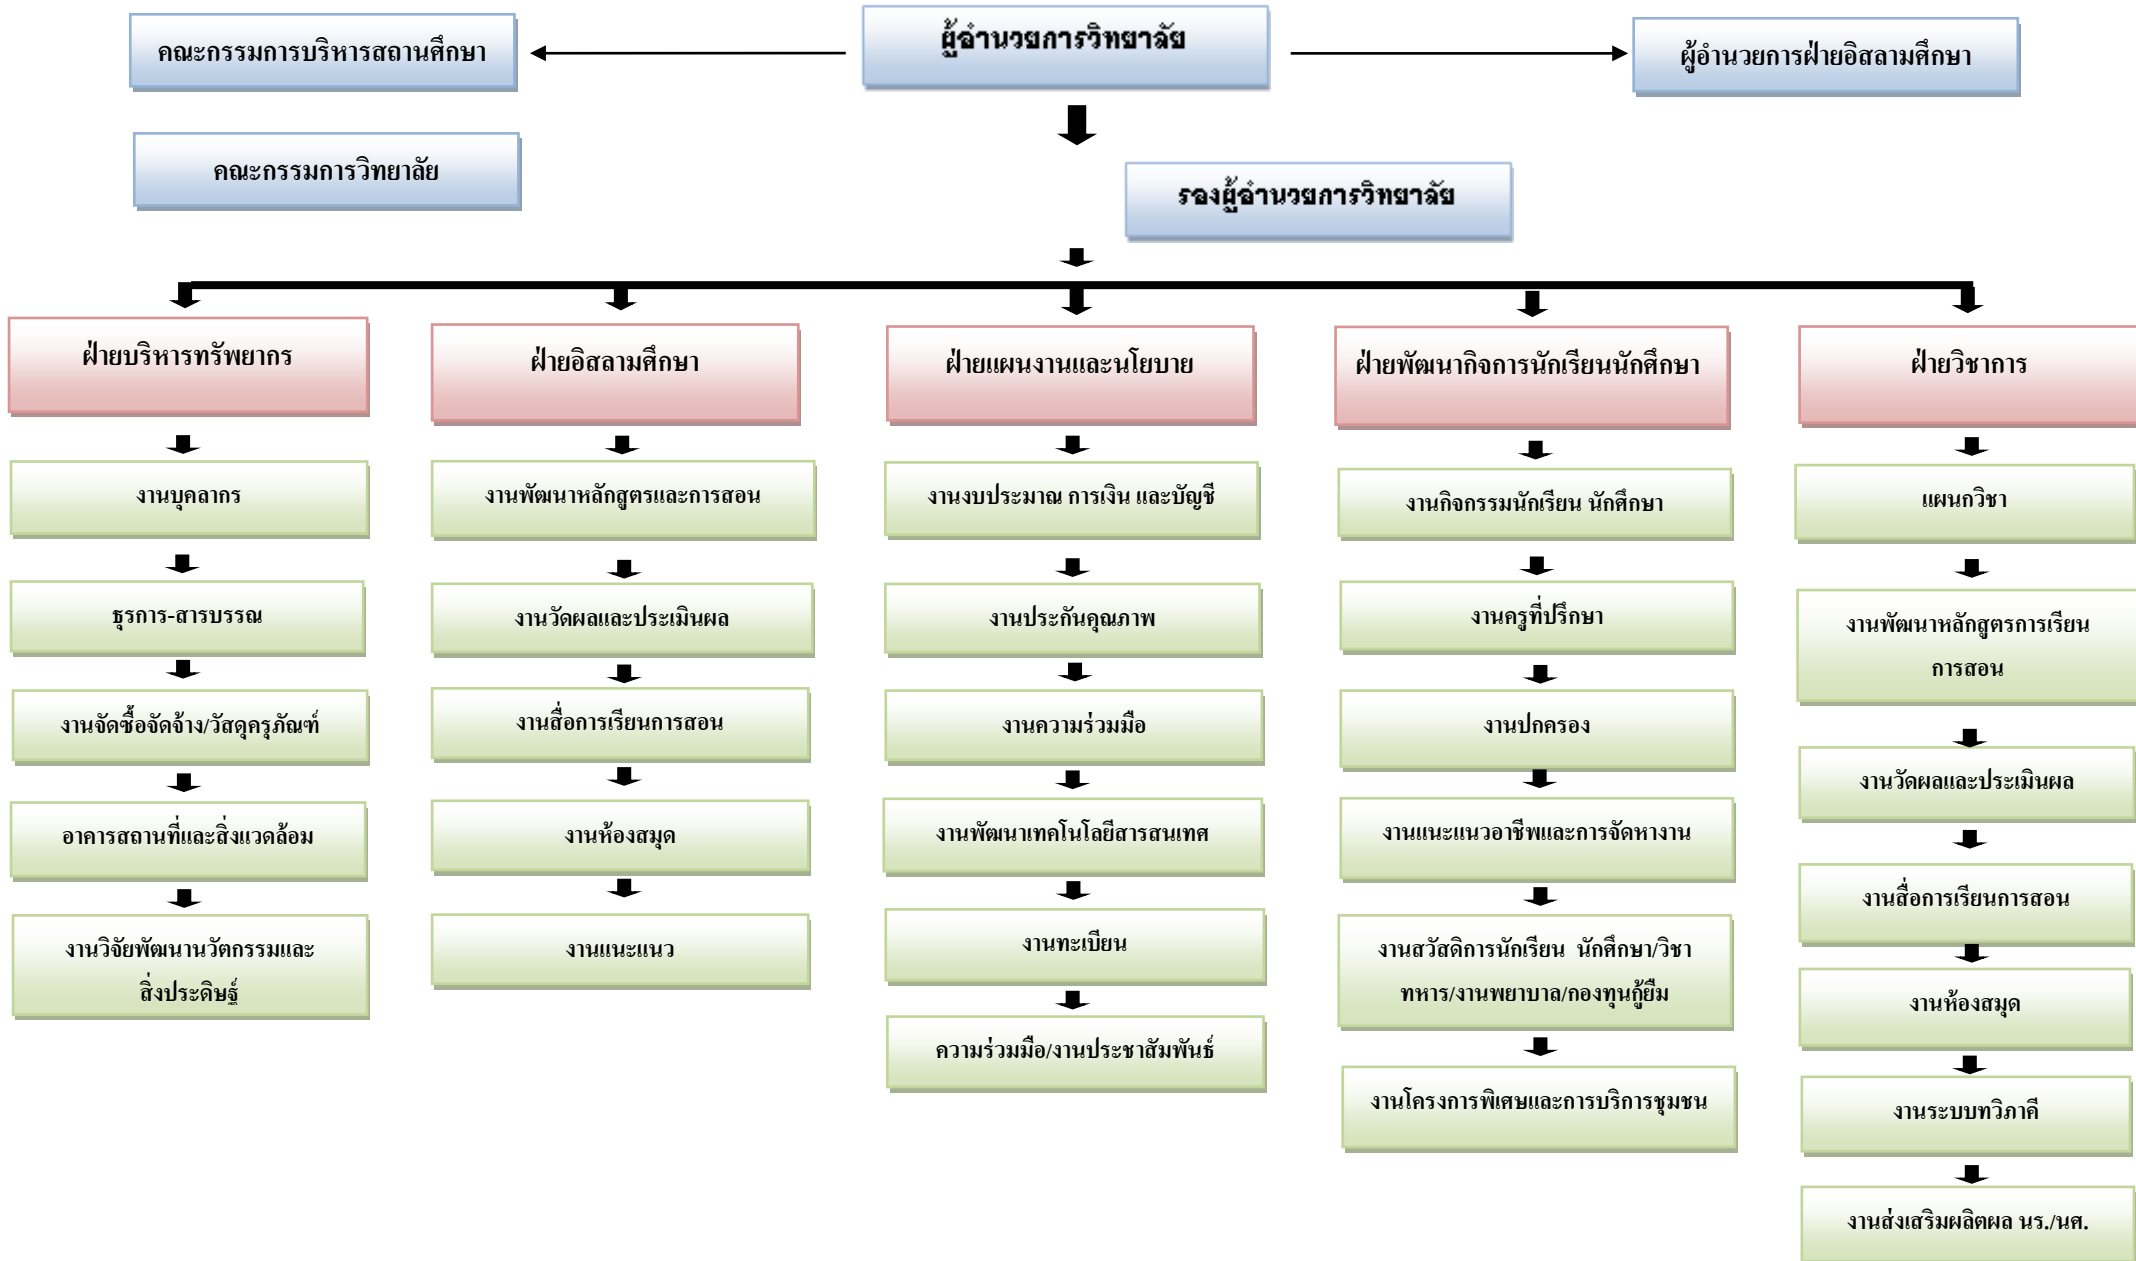 ผู้อำนวยการวิทยาลัย
คณะกรรมการบริหารสถานศึกษา
ผู้อำนวยการฝ่ายอิสลามศึกษา
คณะกรรมการวิทยาลัย
รองผู้อำนวยการวิทยาลัย
ฝ่ายบริหารทรัพยากร
งานบุคลากร
ธุรการ-สารบรรณ
งานจัดซื้อจัดจ้าง/วัสดุครุภัณฑ์
อาคารสถานที่และสิ่งแวดล้อม
งานวิจัยพัฒนานวัตกรรมและ
สิ่งประดิษฐ์
ฝ่ายอิสลามศึกษา
งานพัฒนาหลักสูตรและการสอน
งานวัดผลและประเมินผล
งานสื่อการเรียนการสอน
งานห้องสมุด
งานแนะแนว
ฝ่ายแผนงานและนโยบาย
งานงบประมาณ การเงิน และบัญชี
งานประกันคุณภาพ
งานความร่วมมือ
งานพัฒนาเทคโนโลยีสารสนเทศ
งานทะเบียน
ความร่วมมือ/งานประชาสัมพันธ์
ฝ่ายพัฒนากิจการนักเรียนนักศึกษา
งานกิจกรรมนักเรียน นักศึกษา
งานครูที่ปรึกษา
งานปกครอง
งานแนะแนวอาชีพและการจัดหางาน
งานสวัสดิการนักเรียน นักศึกษา/วิชา
ทหาร/งานพยาบาล/กองทุนกู้ยืม
งานโครงการพิเศษและการบริการชุมชน
ฝ่ายวิชาการ
แผนกวิชา
งานพัฒนาหลักสูตรการเรียน
การสอน
งานวัดผลและประเมินผล
งานสื่อการเรียนการสอน
งานห้องสมุด
งานระบบทวิภาคี
งานส่งเสริมผลิตผล นร./นศ.